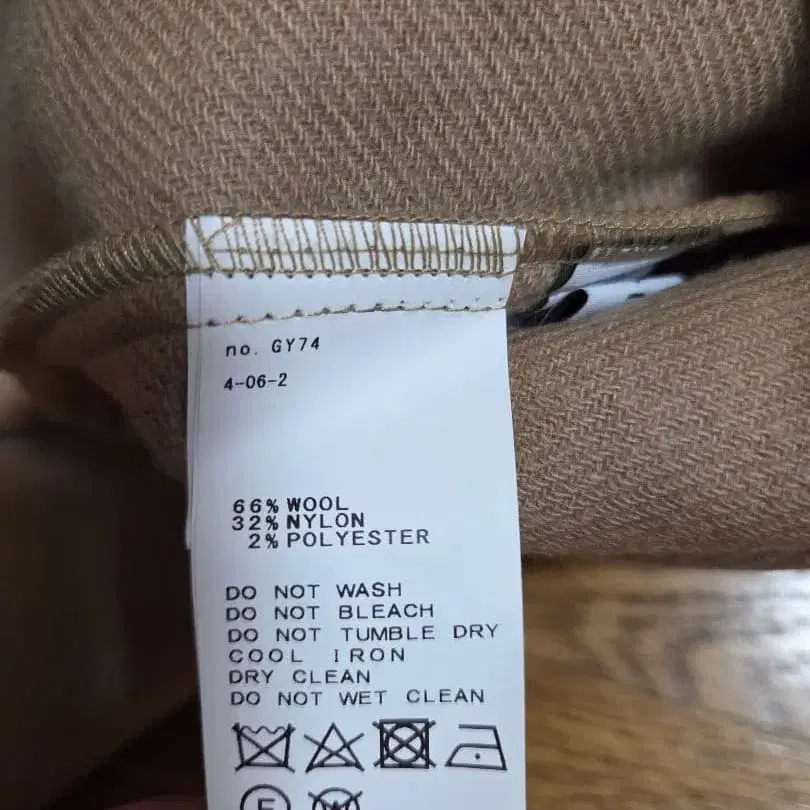 no. GY74
4-06-2
66% WOOL
32% NYLON
2% POLYESTER
DO NOT WASH
DO NOT BLEACH
DO NOT TUMBLE DRY
COOL IRON
DRY CLEAN
DO NOT WET CLEAN